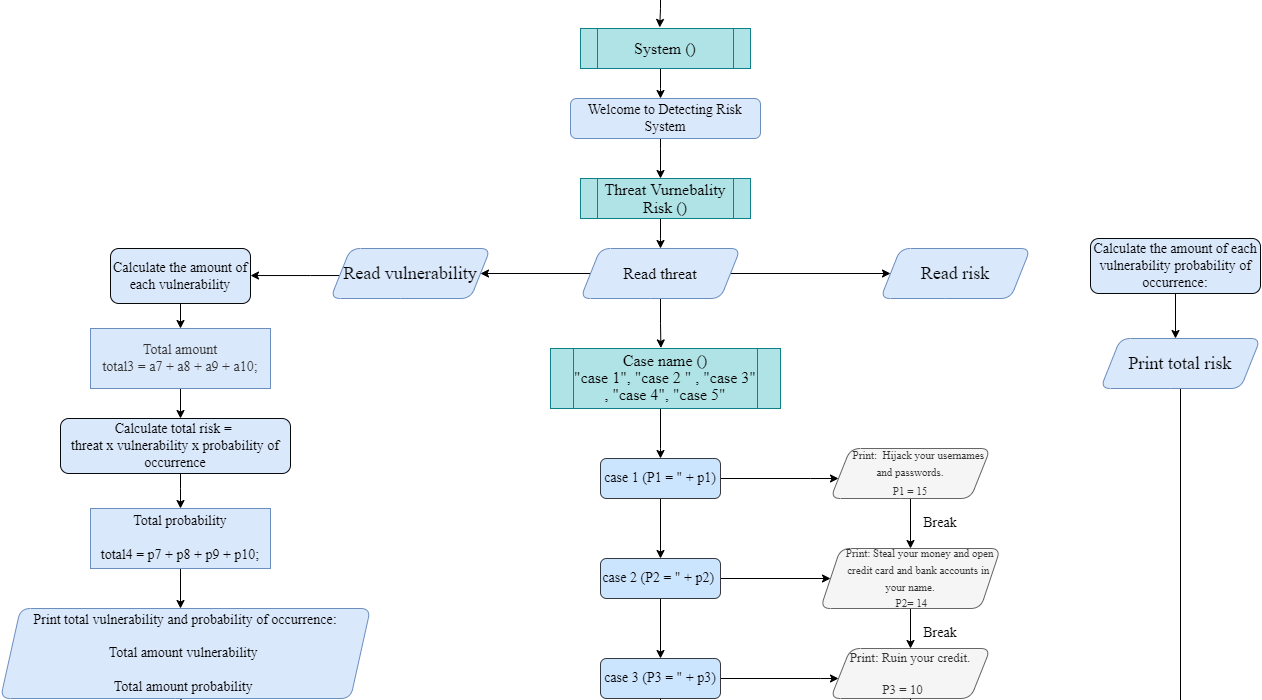 System ()
Welcome to Detecting Risk
System
Threat Vurnebality
Risk ()
Calculate the amount of
each vulnerability
Read vulnerability
Read threat
Read risk
Calculate the amount of each
vulnerability probability of
occurrence:
Total amount
total3 = a7 + a8 + a9 + a10;
Print total risk
Case name ()
"case 1", "case 2 " , "case 3"
, "case 4", "case 5"
Calculate total risk =
threat x vulnerability x probability of
occurrence
case 1 (P1 = " + p1)
Print:  Hijack your usernames
and passwords.
P1 = 15
Break
Total probability
total4 = p7 + p8 + p9 + p10;
case 2 (P2 = " + p2)
Print: Steal your money and open
credit card and bank accounts in
your name.
P2= 14
Break
Print total vulnerability and probability of occurrence:
Total amount vulnerability
Total amount probability
case 3 (P3 = " + p3)
Print: Ruin your credit.
P3 = 10